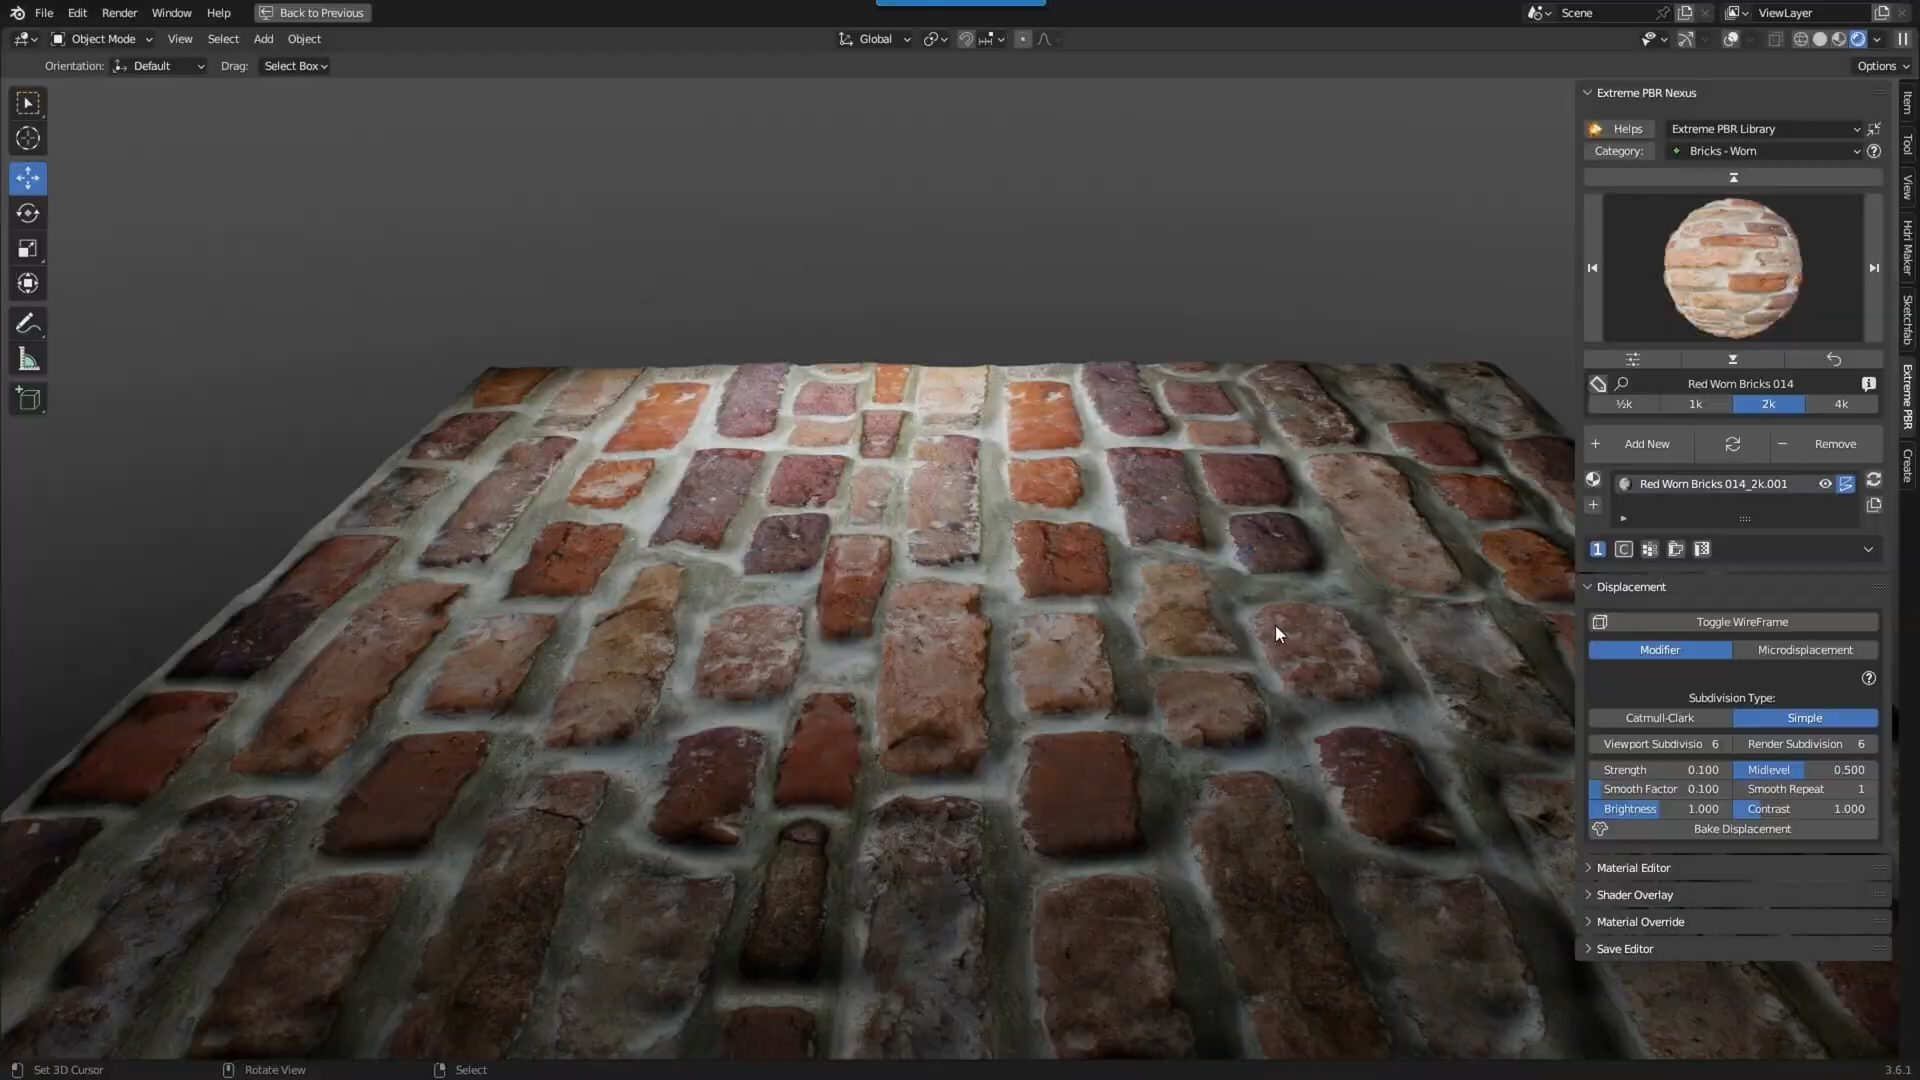 File Edit Render Window Help Back to Previous Scene ViewLayer
Object Mode View Select Add Object Global
Orientation: Default Drag: Select Box Options
Extreme PBR Nexus
Helps Extreme PBR Library
Category: Bricks - Worn
Red Worn Bricks 014
½k 1k 2k 4k
Add New Remove
Red Worn Bricks 014_2k.001
1 C
Displacement
Toggle WireFrame
Modifier Microdisplacement
Subdivision Type:
Catmull-Clark Simple
Viewport Subdivisio 6 Render Subdivision 6
Strength 0.100 Midlevel 0.500
Smooth Factor 0.100 Smooth Repeat 1
Brightness 1.000 Contrast 1.000
Bake Displacement
Material Editor
Shader Overlay
Material Override
Save Editor
Item
Tool
View
Hdri Maker
Sketchfab
Extreme PBR
Create
Set 3D Cursor Rotate View Select 3.6.1